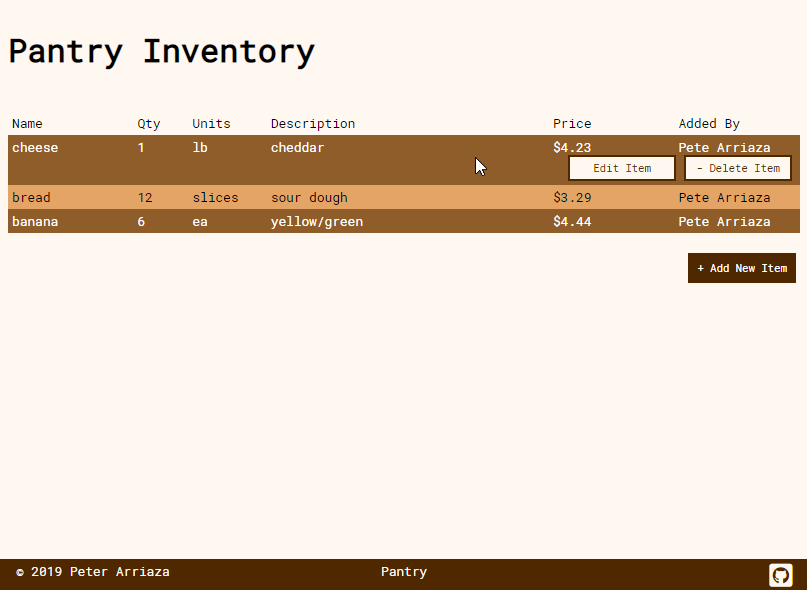 Pantry Inventory
Name Qty Units Description Price Added By
cheese 1 lb cheddar $4.23 Pete Arriaza
Edit Item - Delete Item
bread 12 slices sour dough $3.29 Pete Arriaza
banana 6 ea yellow/green $4.44 Pete Arriaza
+ Add New Item
© 2019 Peter Arriaza Pantry